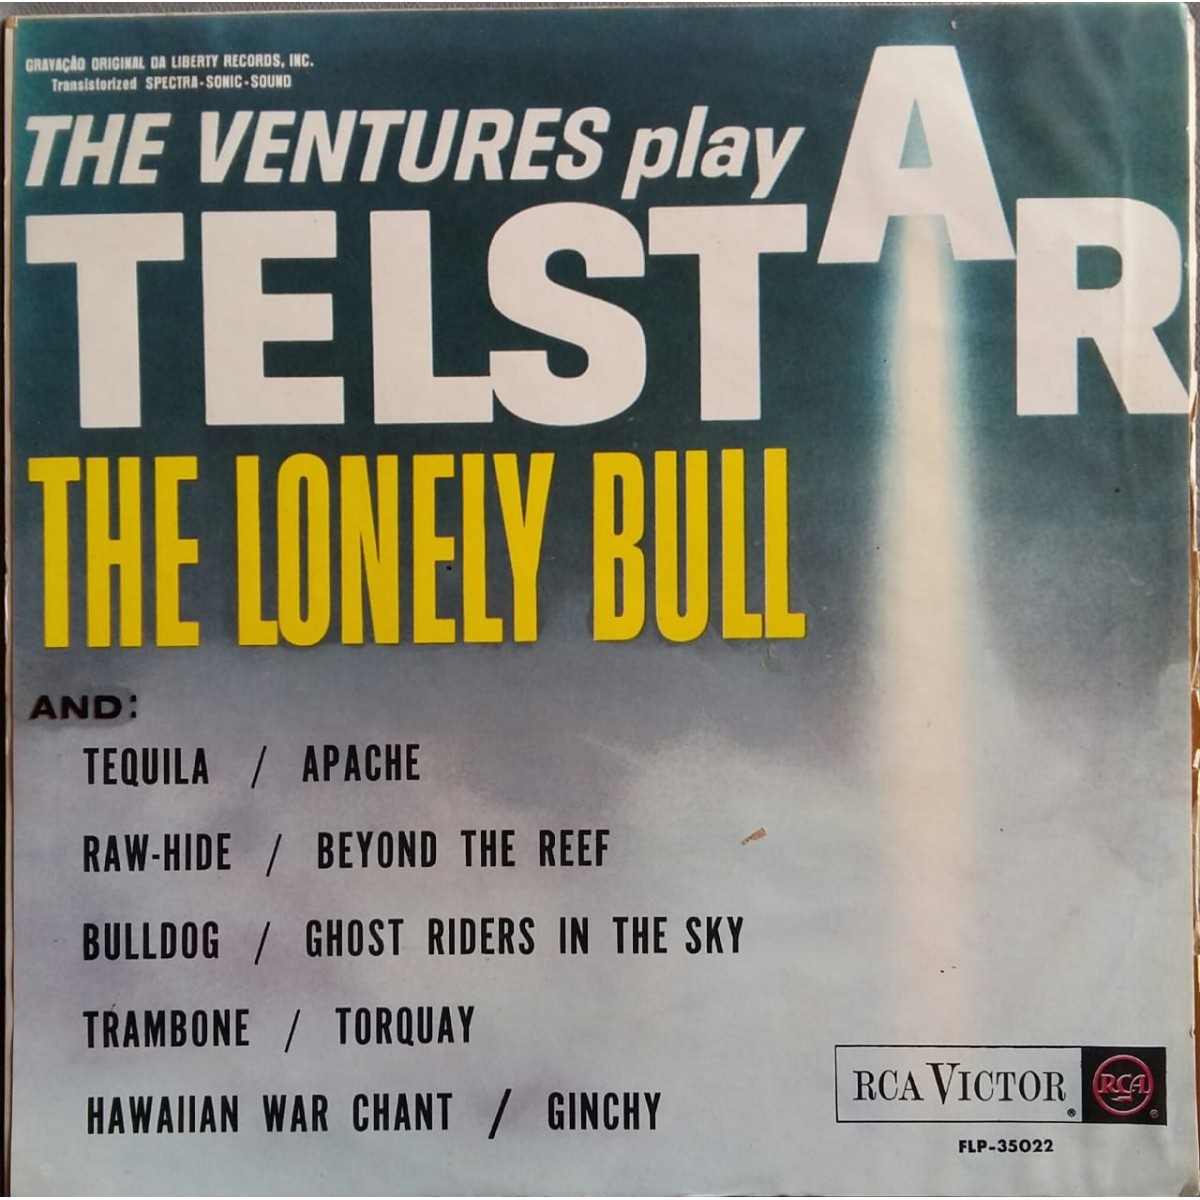 GRAVAÇÃO ORIGINAL DA LIBERTY RECORDS, INC.
Transistorized SPECTRA-SONIC-SOUND
THE VENTURES play
TELSTAR
THE LONELY BULL
AND:
TEQUILA / APACHE
RAW-HIDE / BEYOND THE REEF
BULLDOG / GHOST RIDERS IN THE SKY
TRAMBONE / TORQUAY
HAWAIIAN WAR CHANT / GINCHY
RCA VICTOR ® RCA ®
FLP-35022